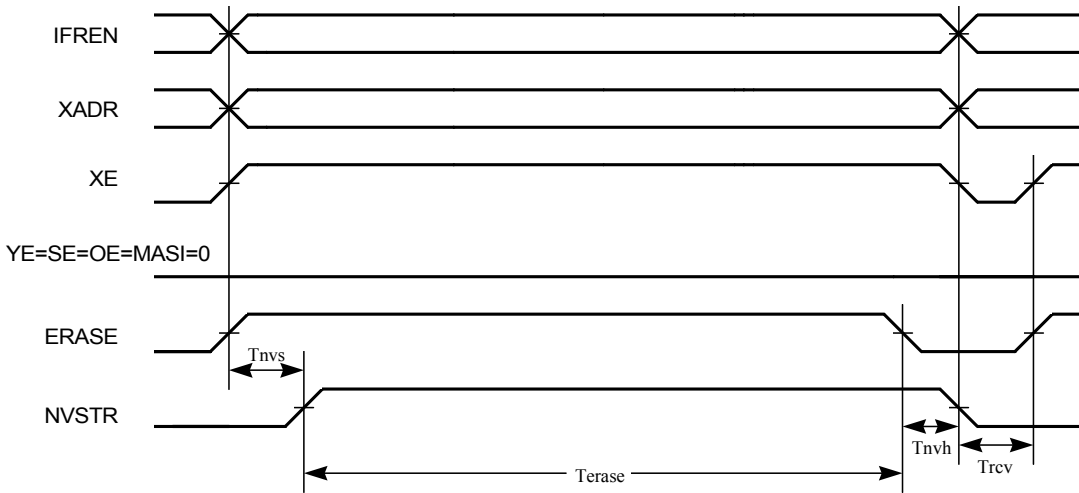 IFREN
XADR
XE
YE=SE=OE=MASI=0
ERASE
Tnvs
NVSTR
Tnvh
Trcv
Terase